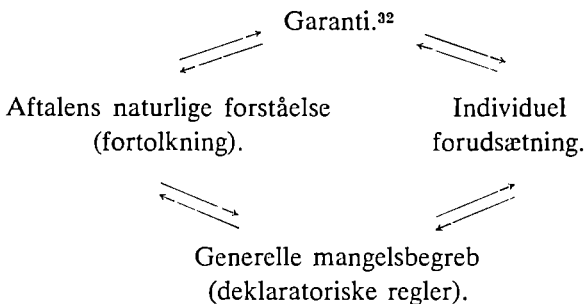 Garanti.³²
Aftalens naturlige forståelse
(fortolkning).
Individuel
forudsætning.
Generelle mangelsbegreb
(deklaratoriske regler).